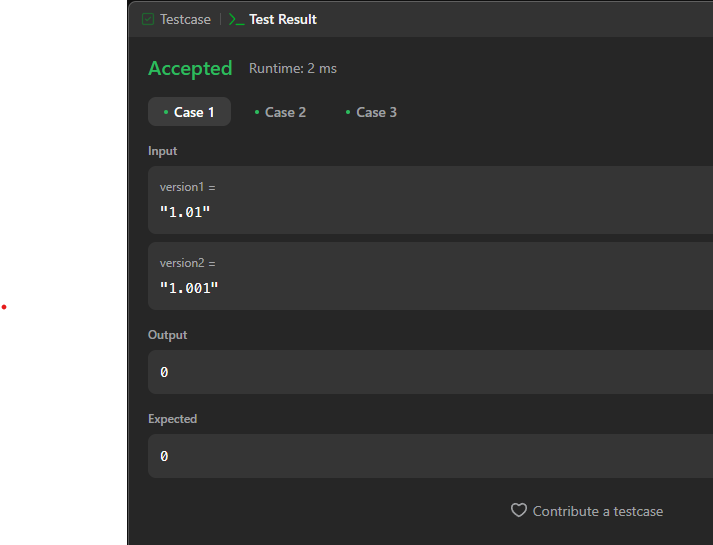 Testcase | >_ Test Result
Accepted Runtime: 2 ms
• Case 1 • Case 2 • Case 3
Input
version1 =
"1.01"
version2 =
"1.001"
Output
0
Expected
0
Contribute a testcase